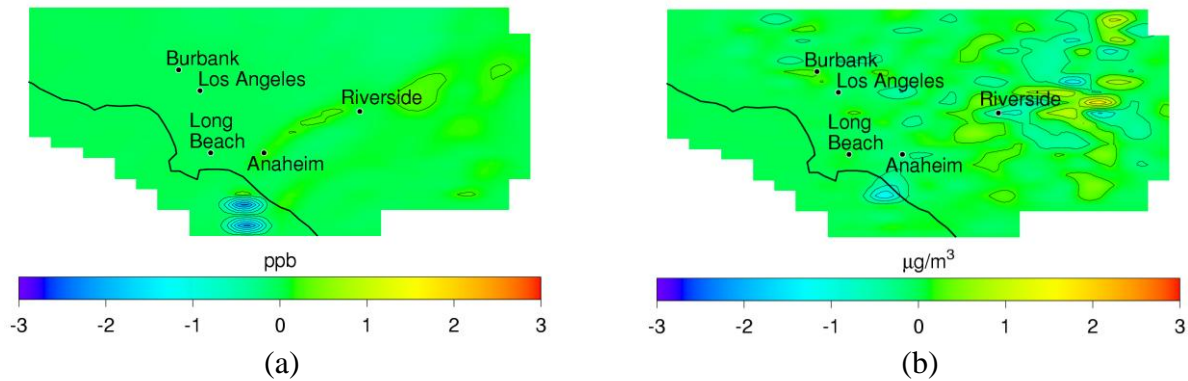 Burbank
Los Angeles
Riverside
Long
Beach
Anaheim
ppb
-3 -2 -1 0 1 2 3
(a)
Burbank
Los Angeles
Riverside
Long
Beach
Anaheim
μg/m³
-3 -2 -1 0 1 2 3
(b)